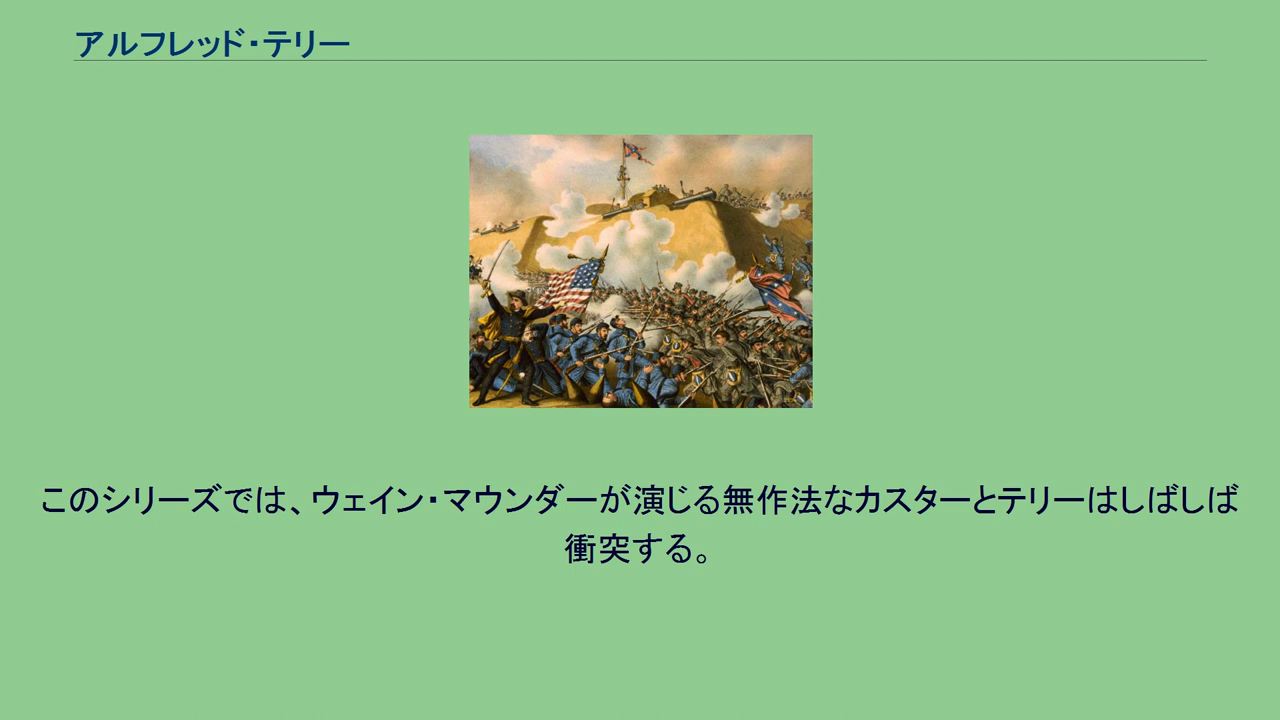 アルフレッド・テリー
このシリーズでは、ウェイン・マウンダーが演じる無作法なカスターとテリーはしばしば
衝突する。